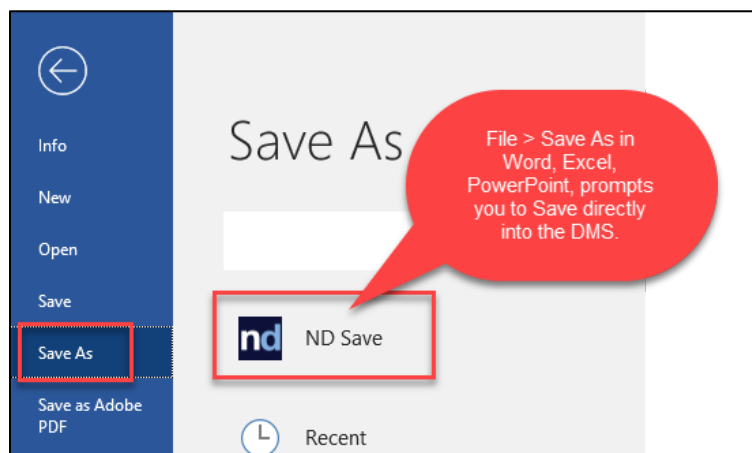 Info
New
Open
Save
Save As
Save as Adobe
PDF
Save As
File > Save As in
Word, Excel,
PowerPoint, prompts
you to Save directly
into the DMS.
nd
ND Save
Recent